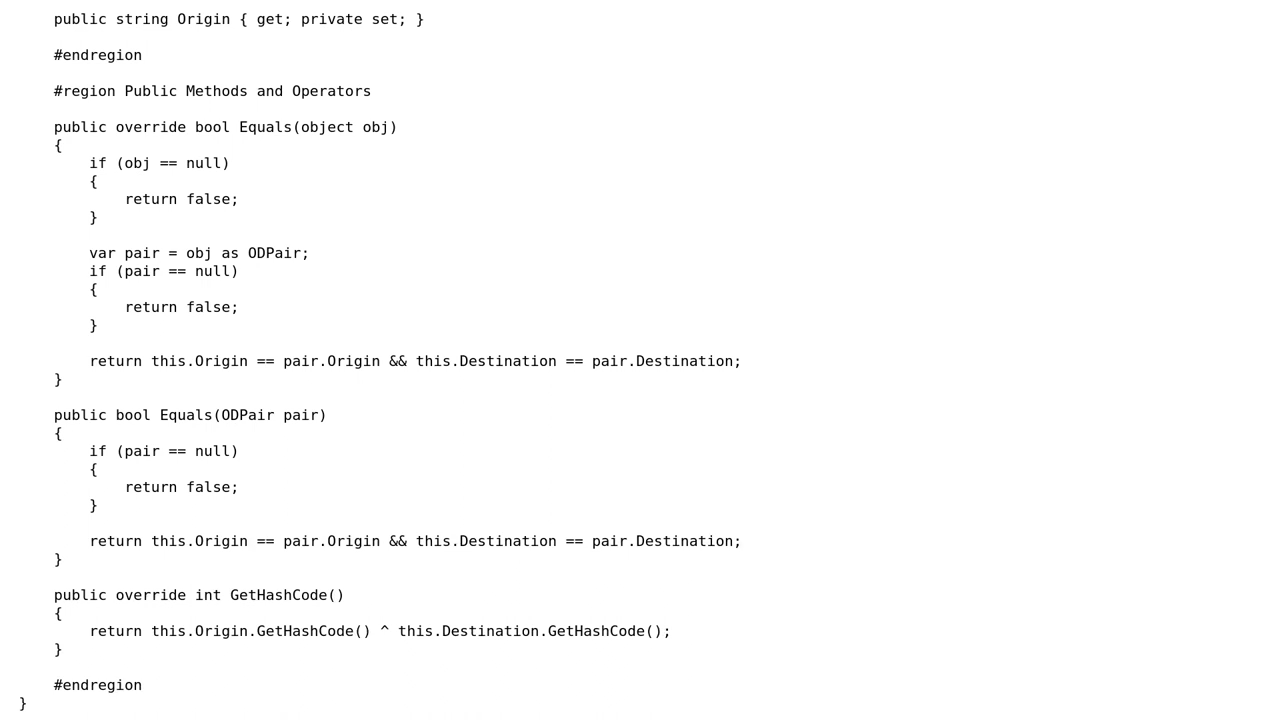 public string Origin { get; private set; }
#endregion
#region Public Methods and Operators
public override bool Equals(object obj)
{
if (obj == null)
{
return false;
}
var pair = obj as ODPair;
if (pair == null)
{
return false;
}
return this.Origin == pair.Origin && this.Destination == pair.Destination;
}
public bool Equals(ODPair pair)
{
if (pair == null)
{
return false;
}
return this.Origin == pair.Origin && this.Destination == pair.Destination;
}
public override int GetHashCode()
{
return this.Origin.GetHashCode() ^ this.Destination.GetHashCode();
}
#endregion
}